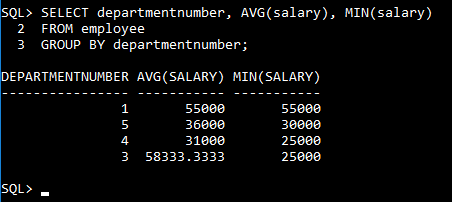 SQL> SELECT departmentnumber, AVG(salary), MIN(salary)
  2  FROM employee
  3  GROUP BY departmentnumber;

DEPARTMENTNUMBER AVG(SALARY) MIN(SALARY)
---------------- ----------- -----------
               1       55000       55000
               5       36000       30000
               4       31000       25000
               3  58333.3333       25000

SQL>